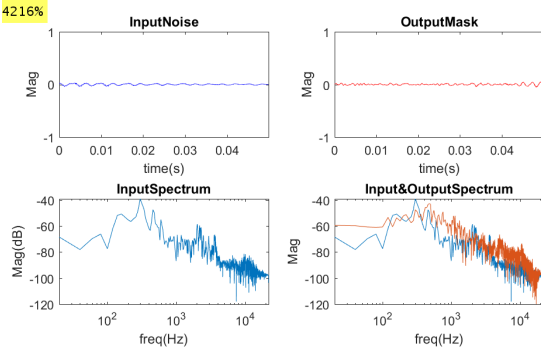 4216%
InputNoise
Mag
1
0
-1
0 0.01 0.02 0.03 0.04
time(s)
OutputMask
Mag
1
0
-1
0 0.01 0.02 0.03 0.04
time(s)
InputSpectrum
Mag(dB)
-40
-60
-80
-100
-120
10² 10³ 10⁴
freq(Hz)
Input&OutputSpectrum
Mag
-40
-60
-80
-100
-120
10² 10³ 10⁴
freq(Hz)